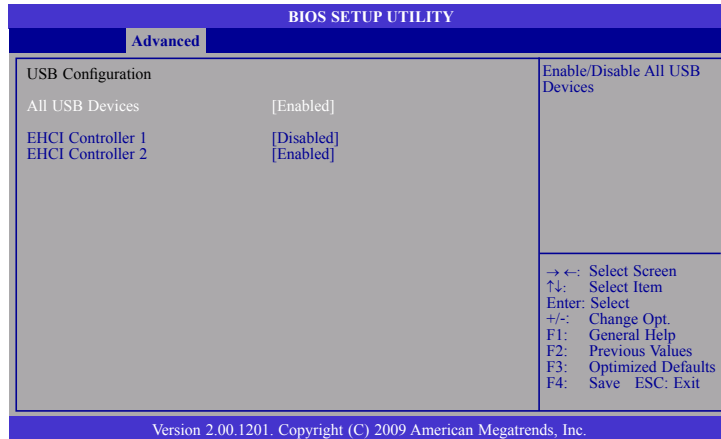 BIOS SETUP UTILITY
Advanced
USB Configuration
All USB Devices [Enabled]
EHCI Controller 1 [Disabled]
EHCI Controller 2 [Enabled]
Enable/Disable All USB
Devices
→ ←: Select Screen
↑↓: Select Item
Enter: Select
+/-: Change Opt.
F1: General Help
F2: Previous Values
F3: Optimized Defaults
F4: Save ESC: Exit
Version 2.00.1201. Copyright (C) 2009 American Megatrends, Inc.